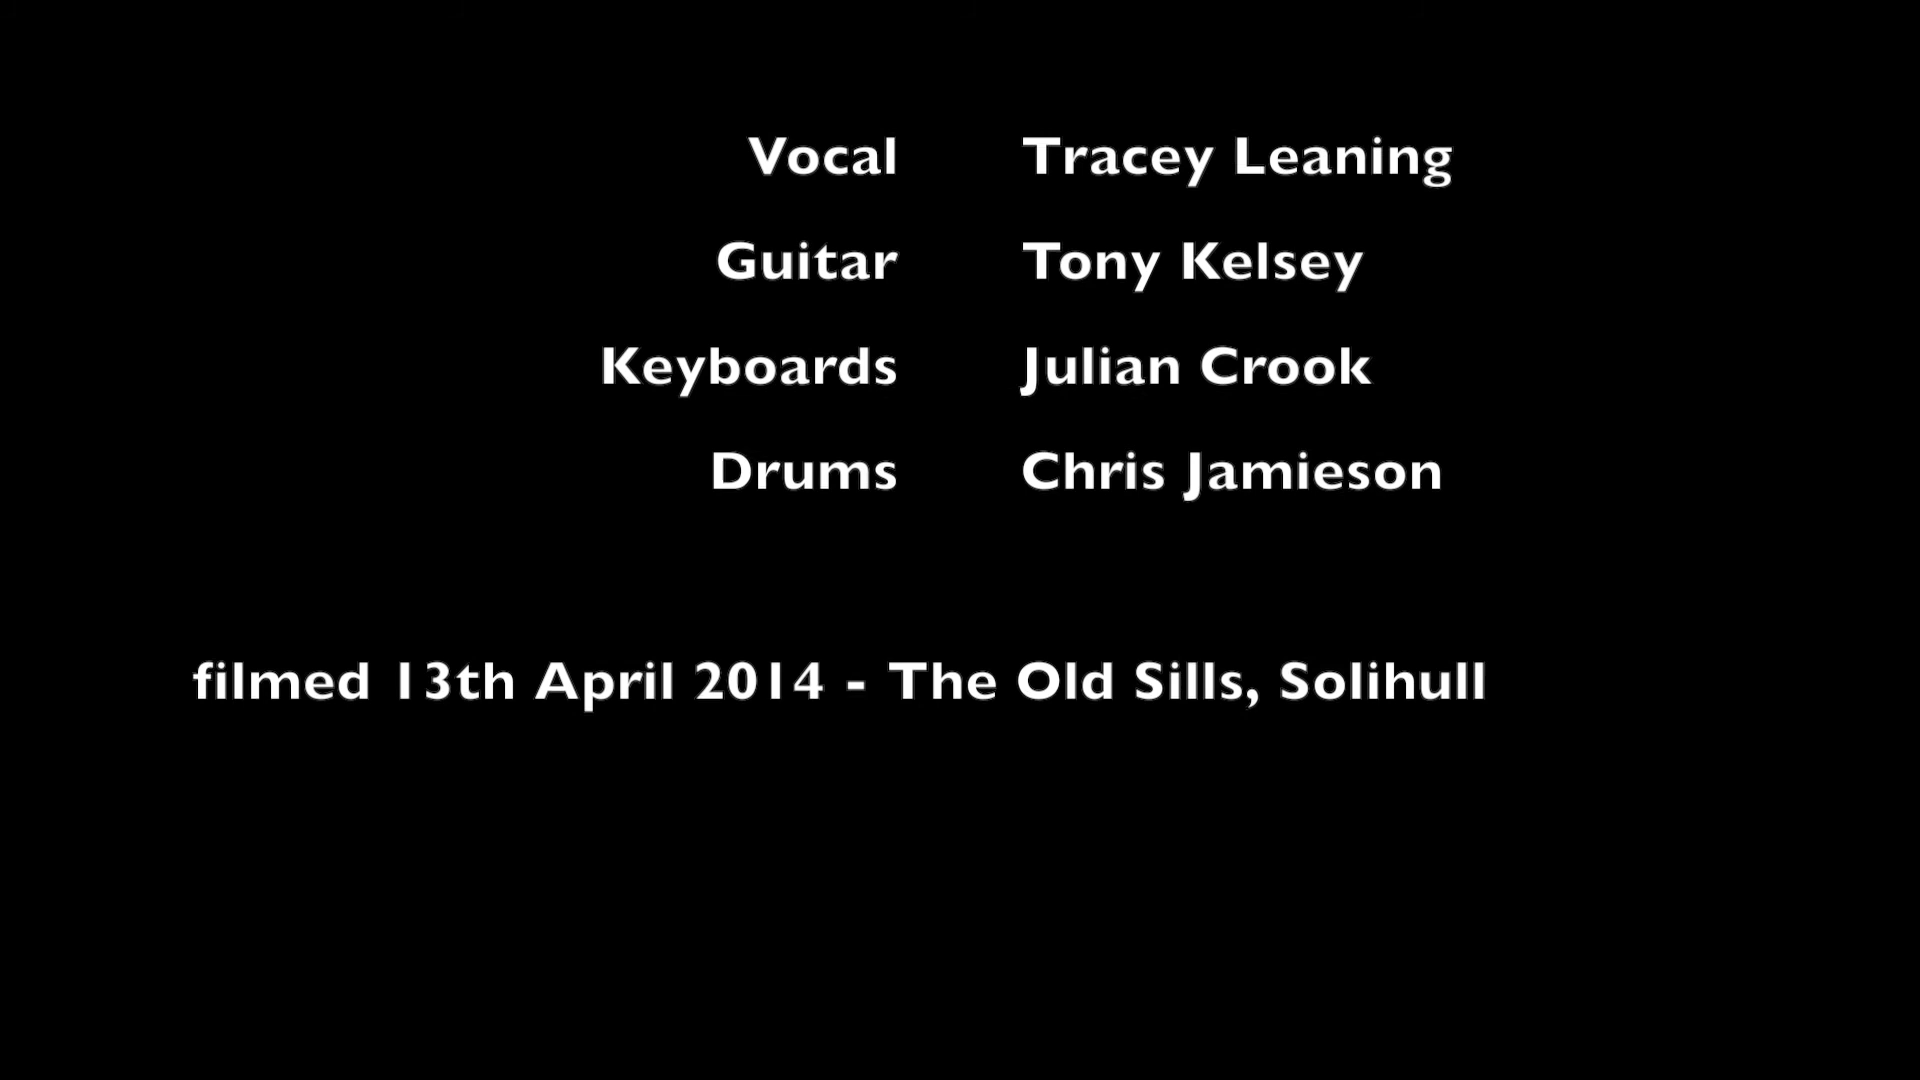 Vocal Tracey Leaning
Guitar Tony Kelsey
Keyboards Julian Crook
Drums Chris Jamieson
filmed 13th April 2014 - The Old Sills, Solihull